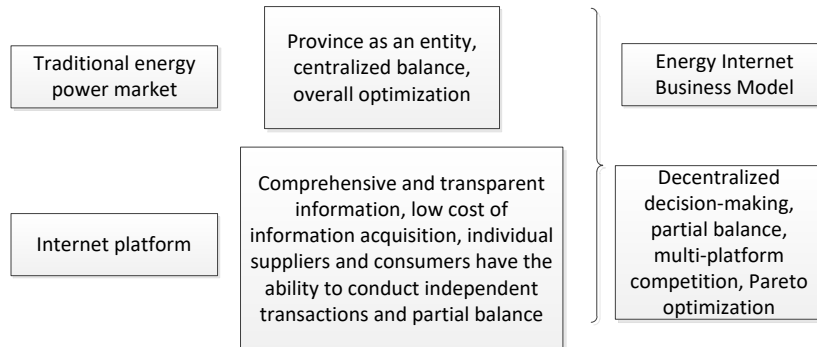 Traditional energy
power market
Province as an entity,
centralized balance,
overall optimization
Energy Internet
Business Model
Internet platform
Comprehensive and transparent
information, low cost of
information acquisition, individual
suppliers and consumers have the
ability to conduct independent
transactions and partial balance
Decentralized
decision-making,
partial balance,
multi-platform
competition, Pareto
optimization